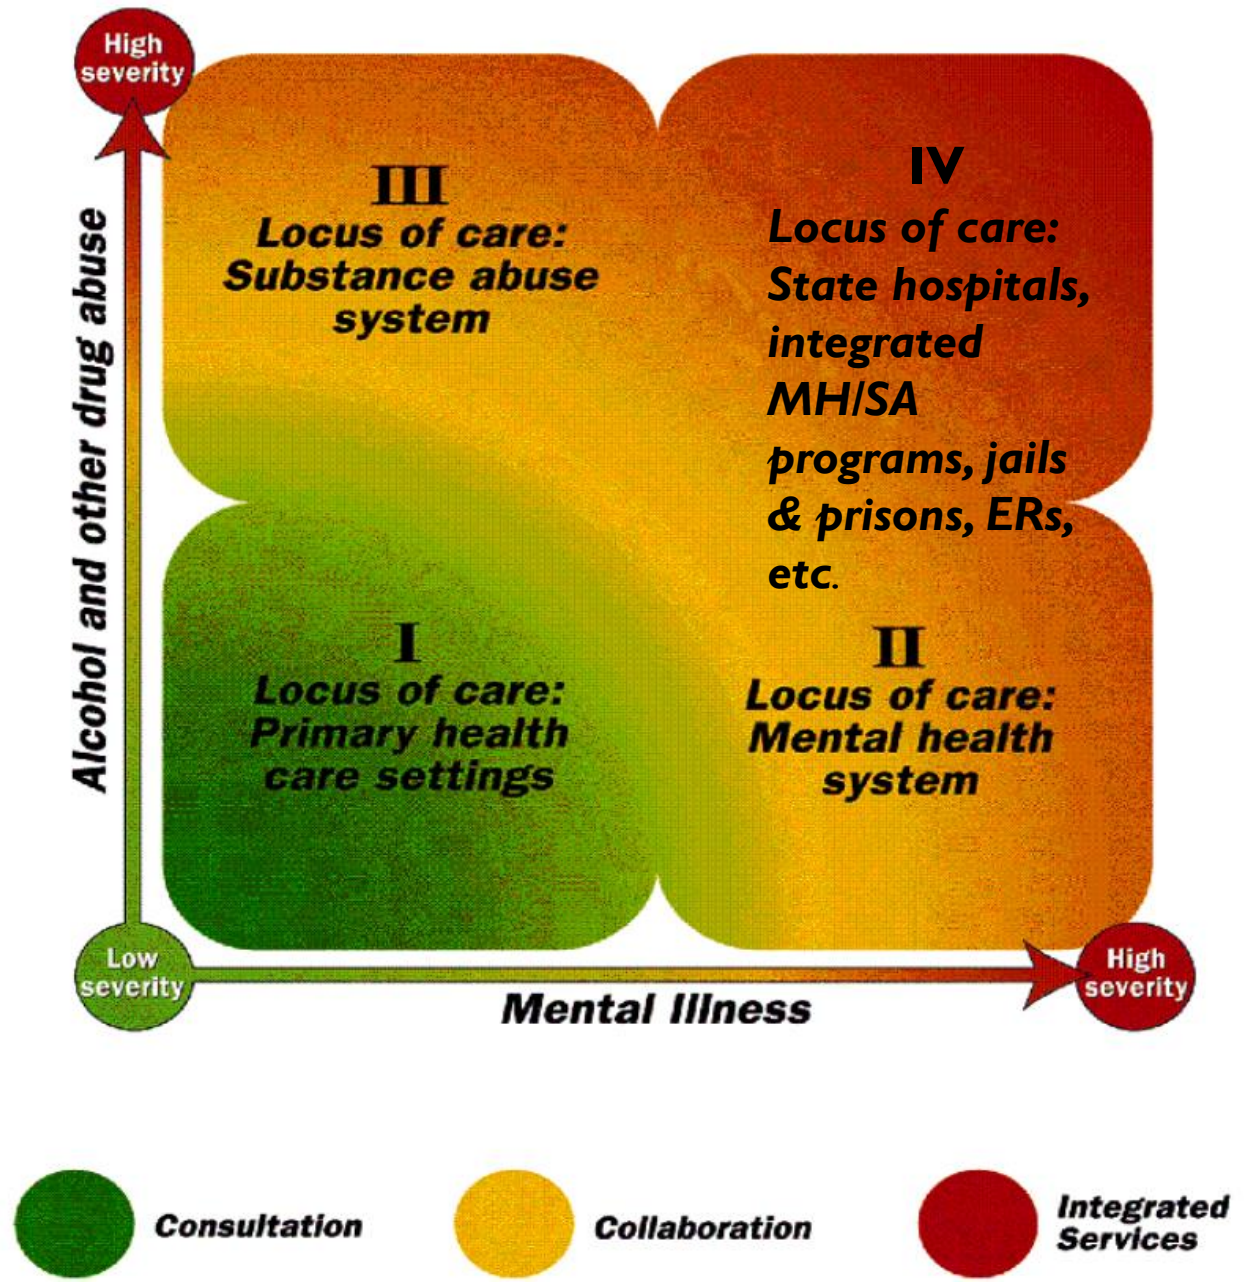 High
severity
III
Locus of care:
Substance abuse
system
IV
Locus of care:
State hospitals,
integrated
MH/SA
programs, jails
& prisons, ERs,
etc.
Alcohol and other drug abuse
I
Locus of care:
Primary health
care settings
II
Locus of care:
Mental health
system
Low
severity
High
severity
Mental Illness
Consultation
Collaboration
Integrated
Services